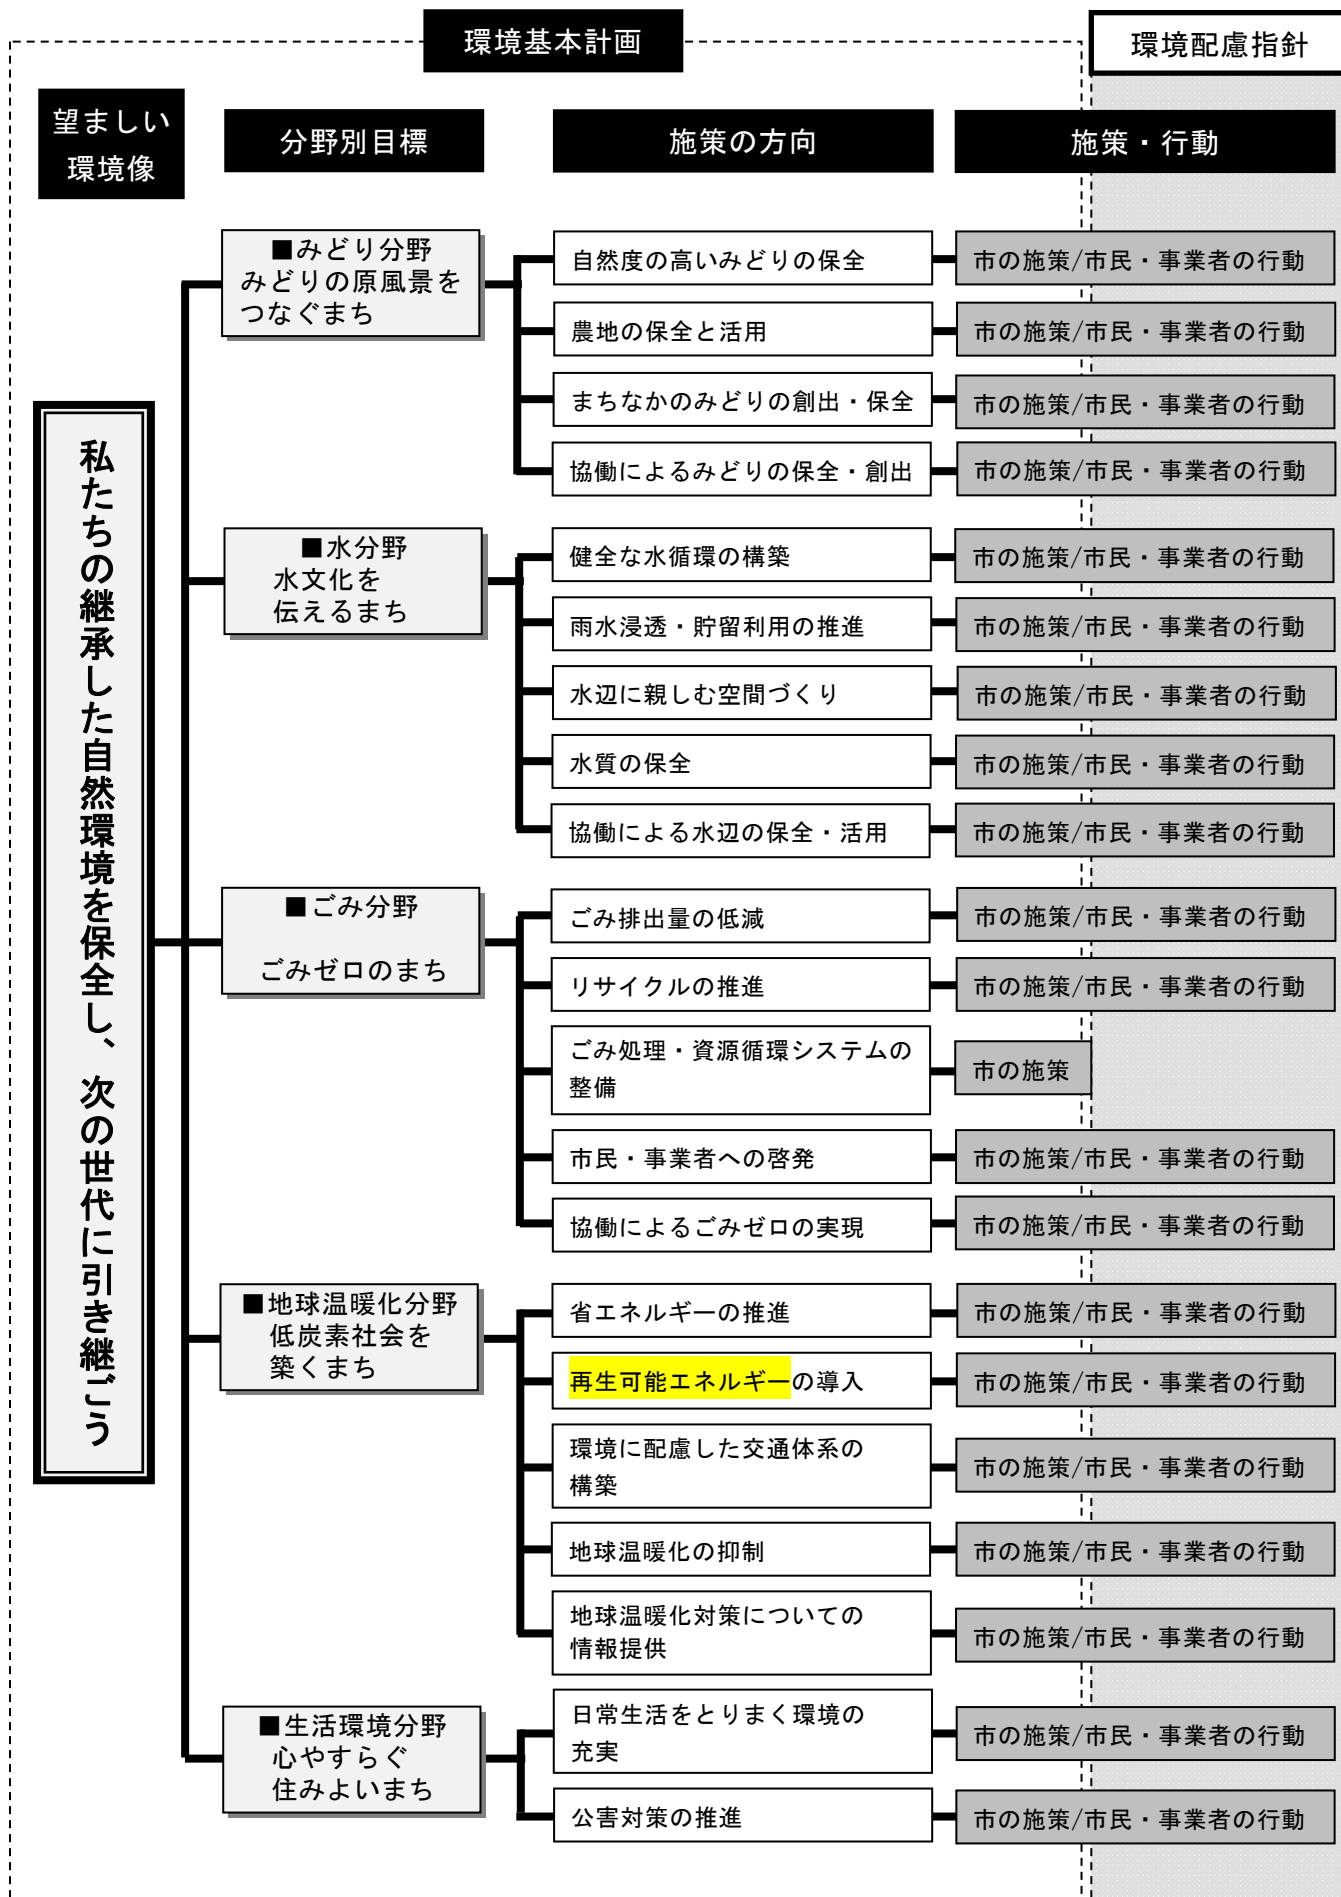 環境基本計画
環境配慮指針
望ましい
環境像
分野別目標
施策の方向
施策・行動
私たちの継承した自然環境を保全し、次の世代に引き継ごう
■みどり分野
みどりの原風景を
つなぐまち
自然度の高いみどりの保全
市の施策/市民・事業者の行動
農地の保全と活用
市の施策/市民・事業者の行動
まちなかのみどりの創出・保全
市の施策/市民・事業者の行動
協働によるみどりの保全・創出
市の施策/市民・事業者の行動
■水分野
水文化を
伝えるまち
健全な水循環の構築
市の施策/市民・事業者の行動
雨水浸透・貯留利用の推進
市の施策/市民・事業者の行動
水辺に親しむ空間づくり
市の施策/市民・事業者の行動
水質の保全
市の施策/市民・事業者の行動
協働による水辺の保全・活用
市の施策/市民・事業者の行動
■ごみ分野
ごみゼロのまち
ごみ排出量の低減
市の施策/市民・事業者の行動
リサイクルの推進
市の施策/市民・事業者の行動
ごみ処理・資源循環システムの
整備
市の施策
市民・事業者への啓発
市の施策/市民・事業者の行動
協働によるごみゼロの実現
市の施策/市民・事業者の行動
■地球温暖化分野
低炭素社会を
築くまち
省エネルギーの推進
市の施策/市民・事業者の行動
再生可能エネルギーの導入
市の施策/市民・事業者の行動
環境に配慮した交通体系の
構築
市の施策/市民・事業者の行動
地球温暖化の抑制
市の施策/市民・事業者の行動
地球温暖化対策についての
情報提供
市の施策/市民・事業者の行動
■生活環境分野
心やすらぐ
住みよいまち
日常生活をとりまく環境の
充実
市の施策/市民・事業者の行動
公害対策の推進
市の施策/市民・事業者の行動